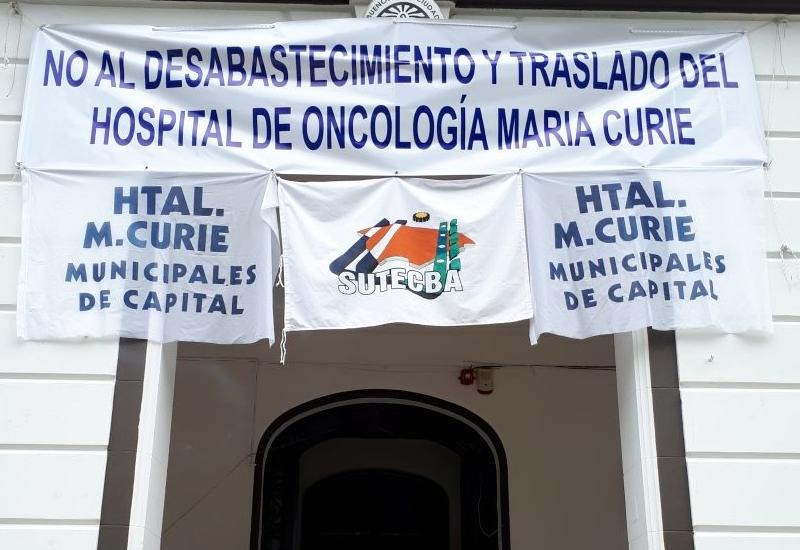 NO AL DESABASTECIMIENTO Y TRASLADO DEL
HOSPITAL DE ONCOLOGÍA MARIA CURIE
HTAL.
M.CURIE
MUNICIPALES
DE CAPITAL
SUTECBA
HTAL.
M.CURIE
MUNICIPALES
DE CAPITAL